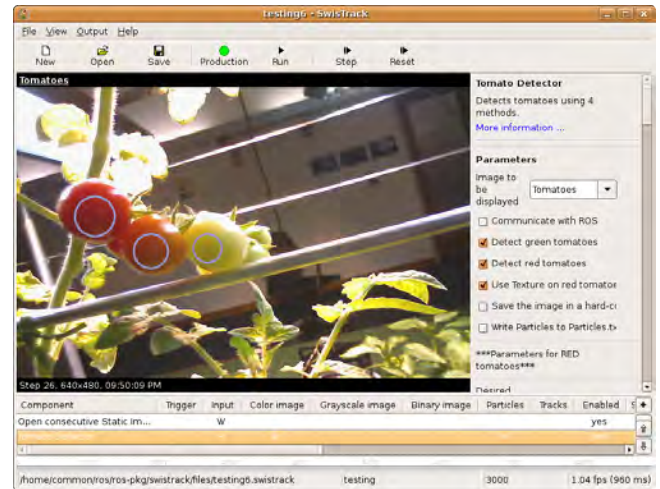 testing6 - SwisTrack
File View Output Help
New Open Save Production Run Step Reset
Tomatoes
Step 26, 640x480, 09:50:09 PM
Tomato Detector
Detects tomatoes using 4
methods.
More information ...
Parameters
Image to
be
displayed
Tomatoes
Communicate with ROS
Detect green tomatoes
Detect red tomatoes
Use Texture on red tomatoe
Save the image in a hard-c
Write Particles to Particles.t
***Parameters for RED
tomatoes***
Desired
Component Trigger Input Color image Grayscale image Binary image Particles Tracks Enabled S
Open consecutive Static Im... W yes
/home/common/ros/ros-pkg/swistrack/files/testing6.swistrack testing 3000 1.04 fps (960 ms)